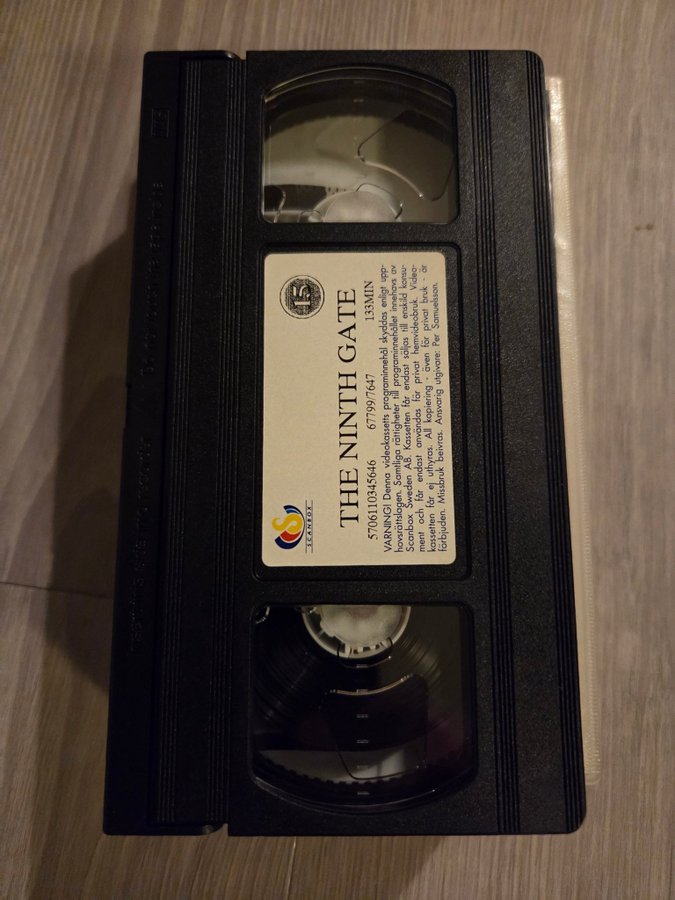 15
SCANBOX
THE NINTH GATE
5706110345646 67799/7647 133MIN
VARNING! Denna videokassetts programinnehål skyddas enligt upp-
hovsrättslagen. Samtliga rättigheter till programinnehållet innehavs av
Scanbox Sweden AB. Kassetten får endast säljas till enskild konsu-
ment och får endast användas för privat hemvideobruk. Video-
kassetten får ej uthyras. All kopiering - även för privat bruk - är
förbjuden. Missbruk beivras. Ansvarig utgivare: Per Samuelsson.